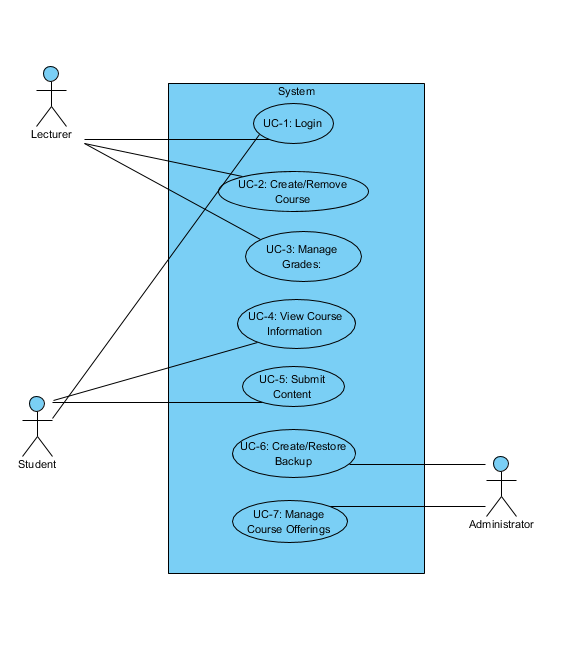 System
UC-1: Login
Lecturer
UC-2: Create/Remove
Course
UC-3: Manage
Grades:
UC-4: View Course
Information
UC-5: Submit
Content
Student
UC-6: Create/Restore
Backup
UC-7: Manage
Course Offerings
Administrator